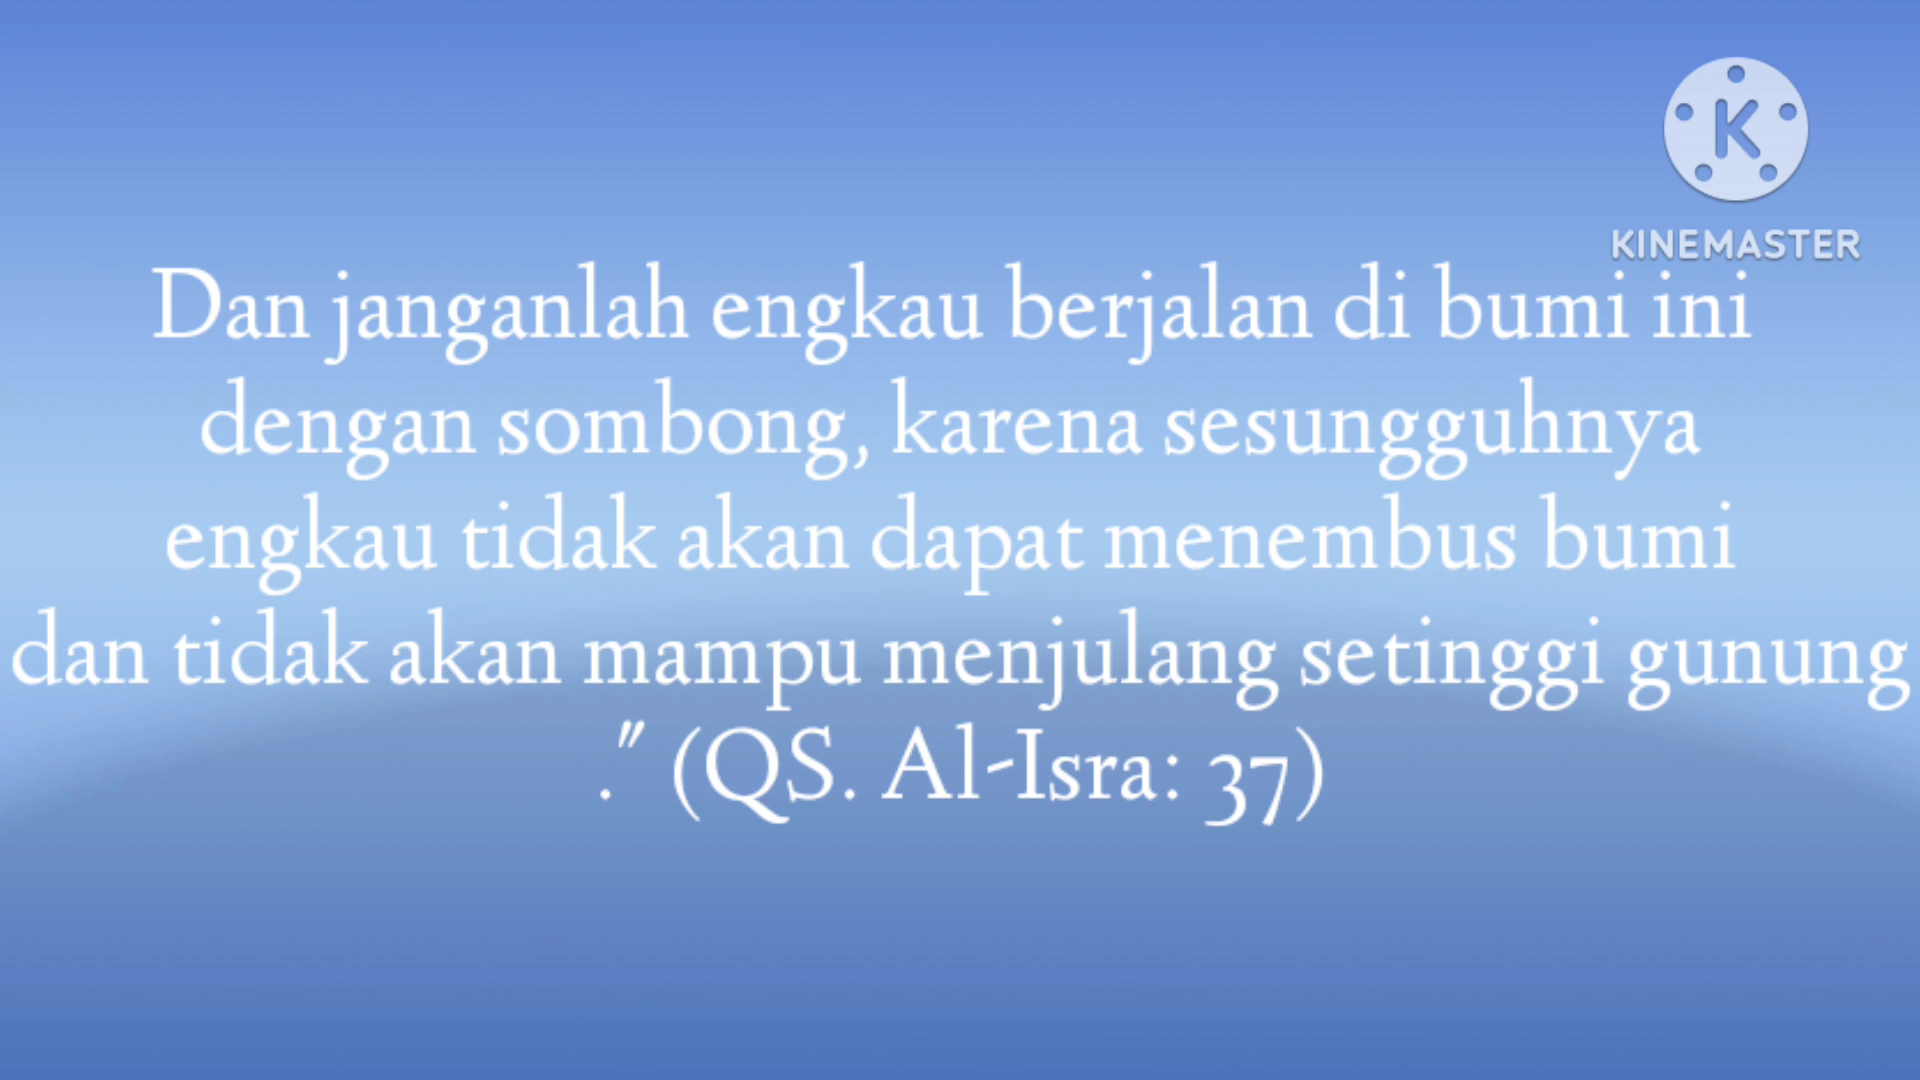 KINEMASTER
Dan janganlah engkau berjalan di bumi ini
dengan sombong, karena sesungguhnya
engkau tidak akan dapat menembus bumi
dan tidak akan mampu menjulang setinggi gunung
." (QS. Al-Isra: 37)